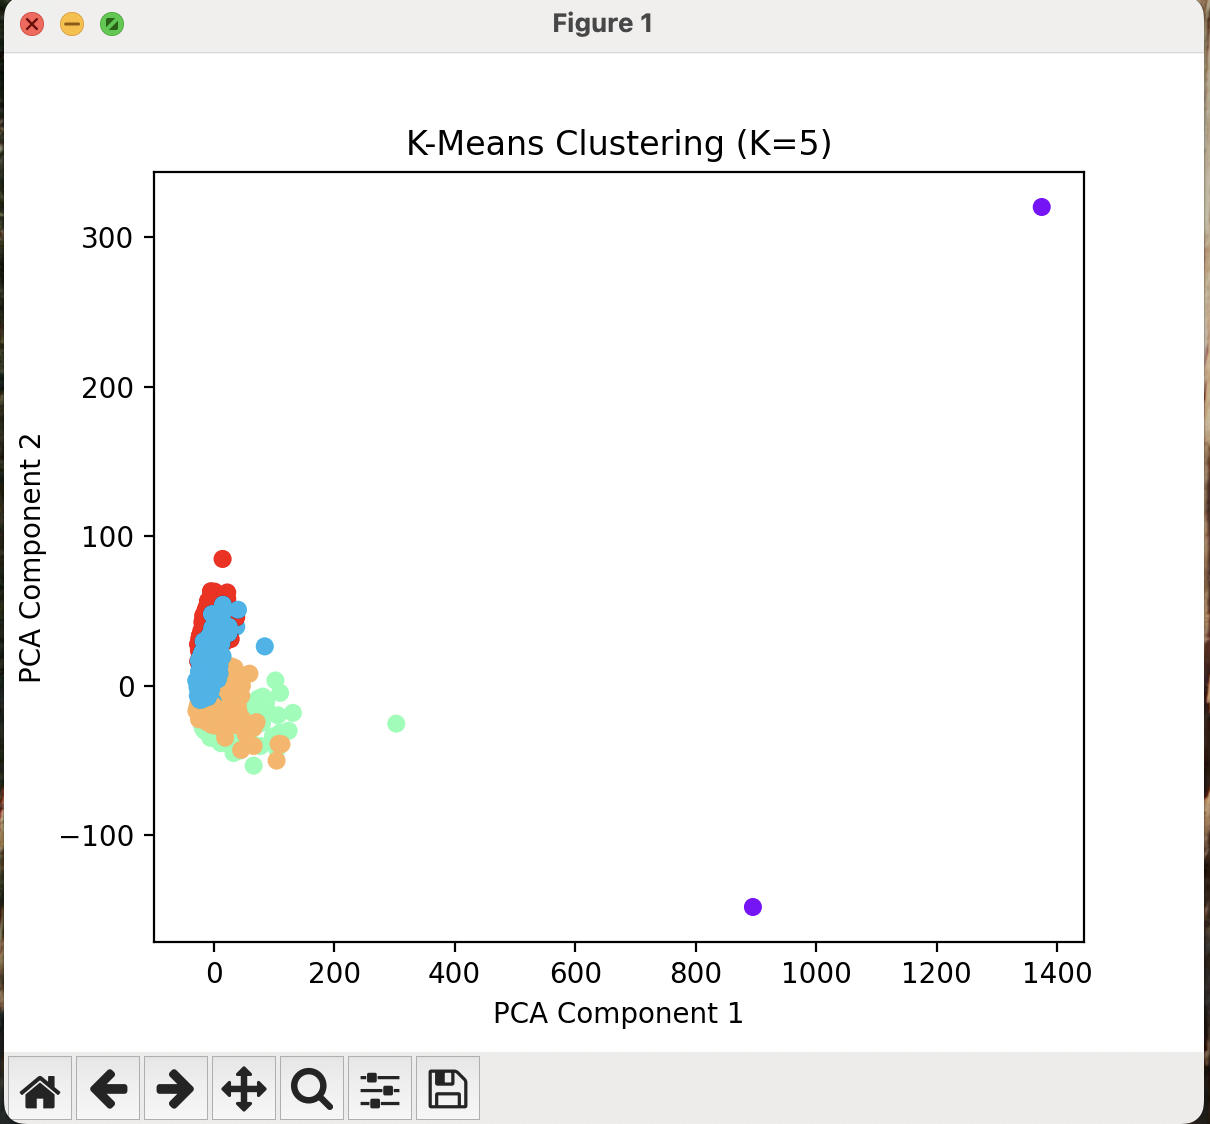 Figure 1
K-Means Clustering (K=5)
300
200
100
0
−100
PCA Component 2
0 200 400 600 800 1000 1200 1400
PCA Component 1